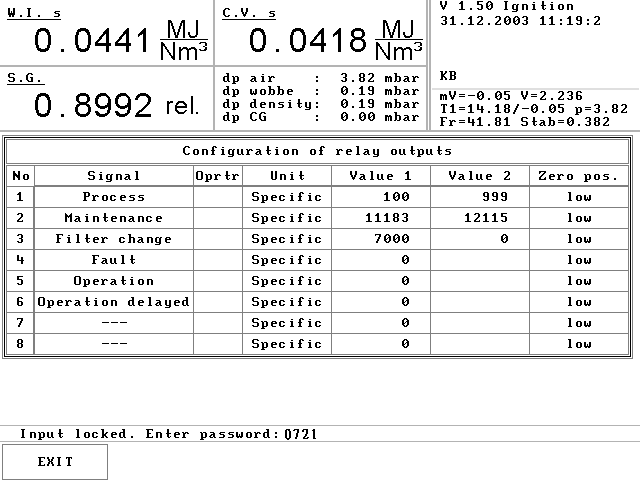 W.I. s
0.0441 MJ/Nm³
C.V. s
0.0418 MJ/Nm³
V 1.50 Ignition
31.12.2003 11:19:2
KB
S.G.
0.8992 rel.
dp air : 3.82 mbar
dp wobbe : 0.19 mbar
dp density: 0.19 mbar
dp CG : 0.00 mbar
mV=-0.05 V=2.236
T1=14.18/-0.05 p=3.82
Fr=41.81 Stab=0.382
Configuration of relay outputs
No Signal Oprtr Unit Value 1 Value 2 Zero pos.
1 Process Specific 100 999 low
2 Maintenance Specific 11183 12115 low
3 Filter change Specific 7000 0 low
4 Fault Specific 0 low
5 Operation Specific 0 low
6 Operation delayed Specific 0 low
7 --- Specific 0 low
8 --- Specific 0 low
Input locked. Enter password: 0721
EXIT